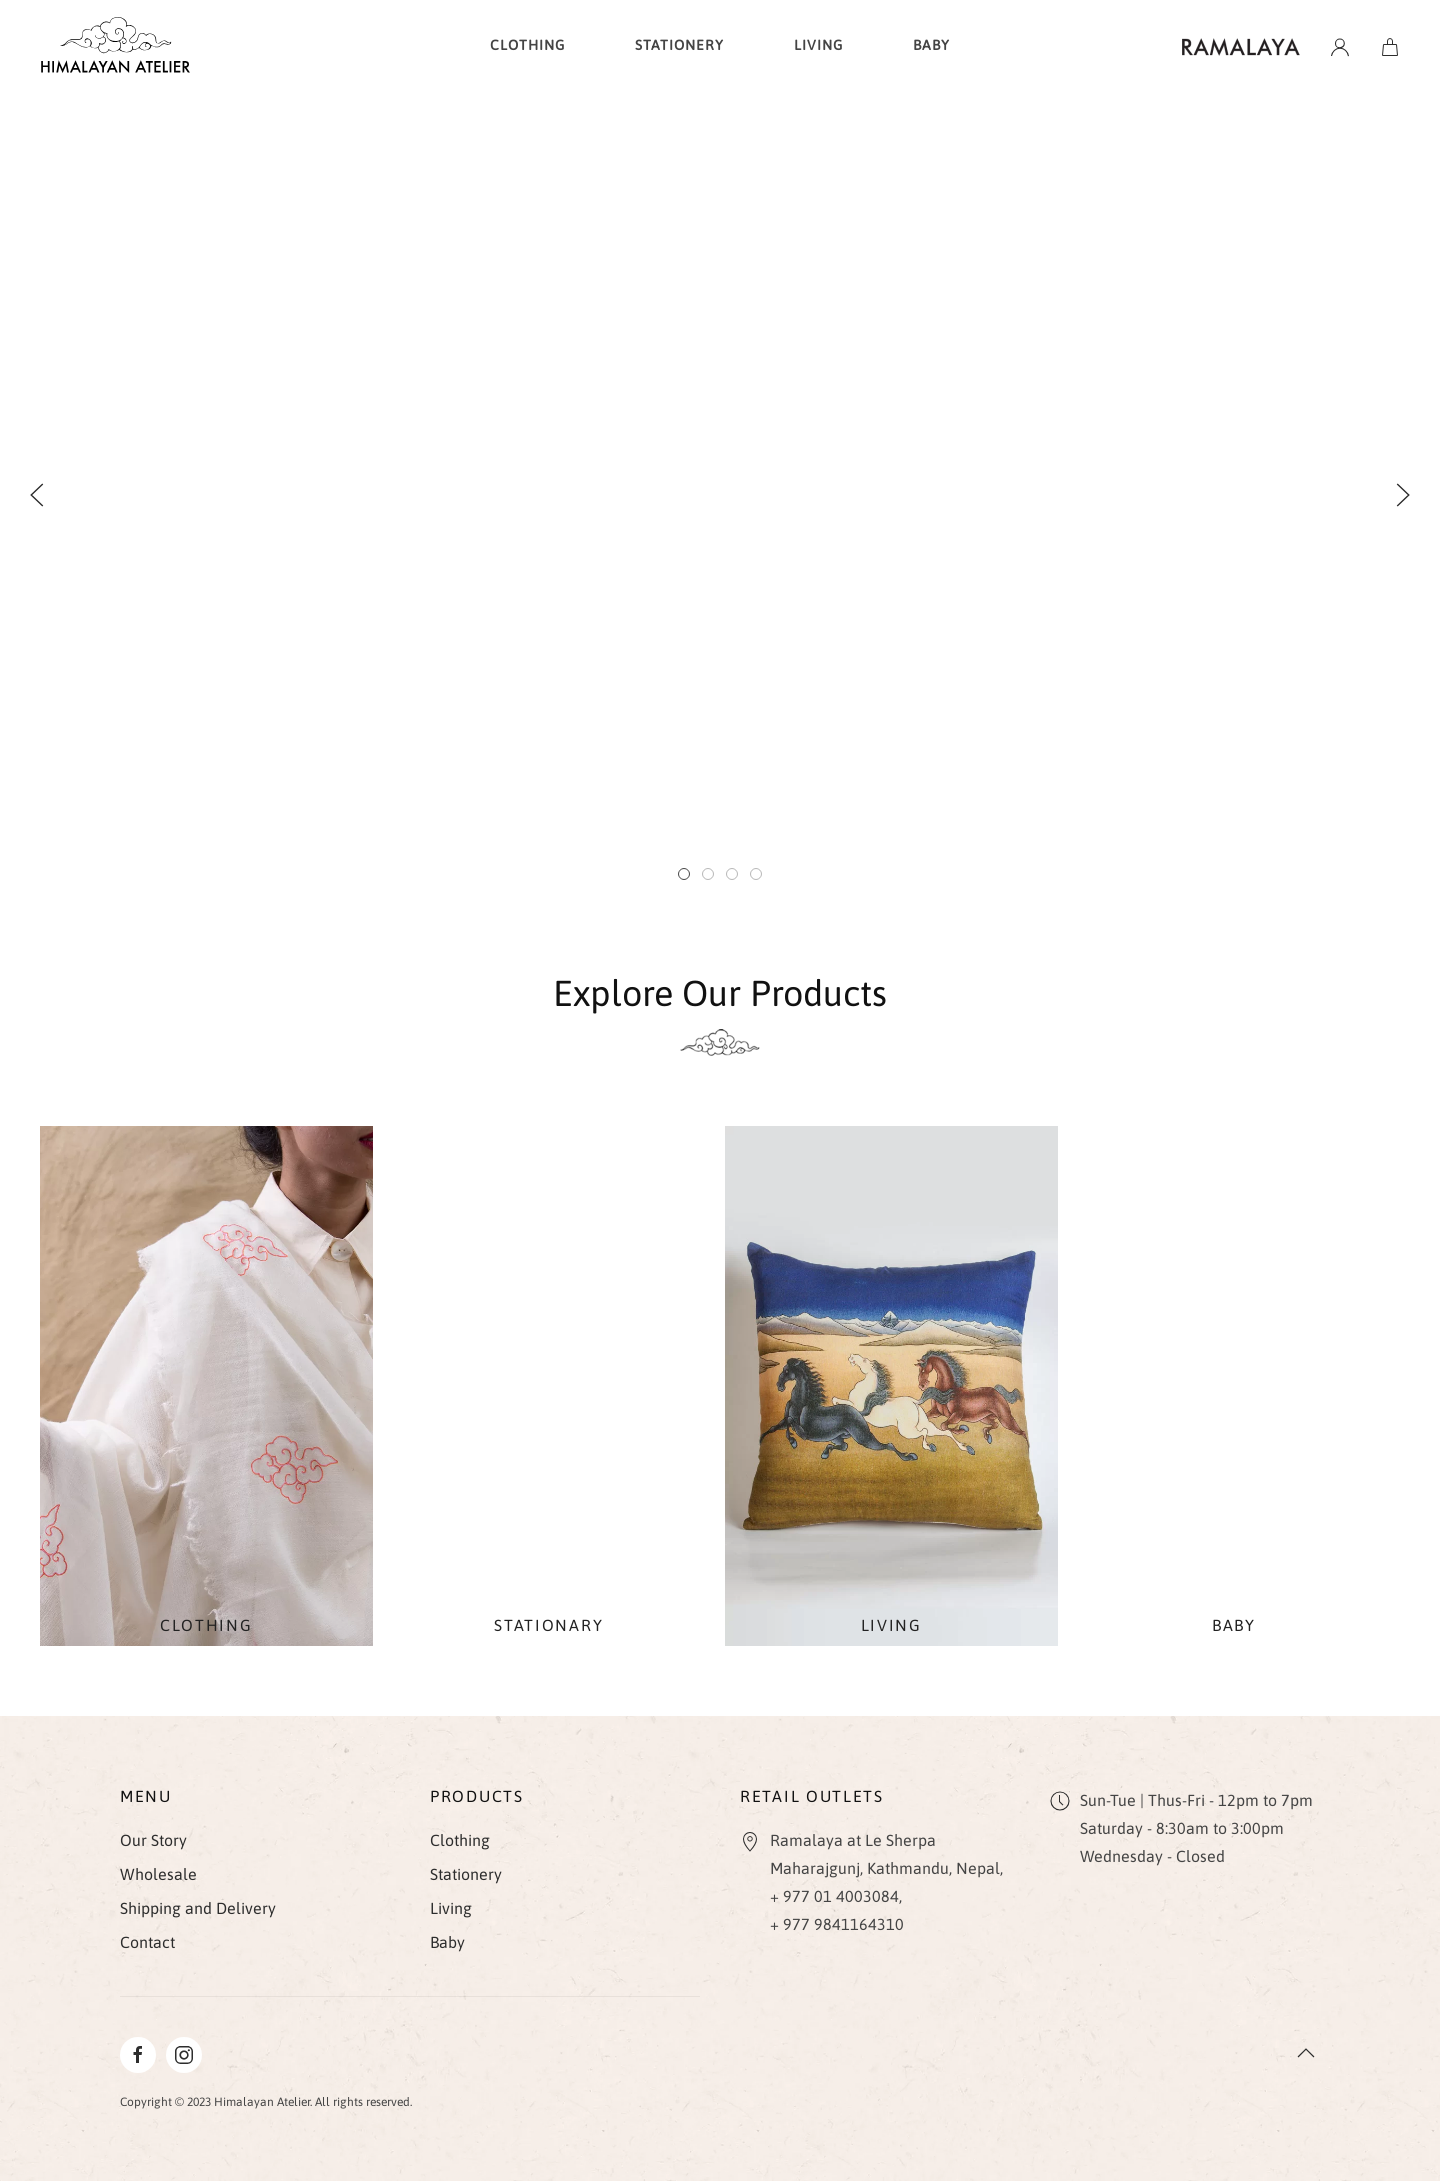 HIMALAYAN ATELIER
CLOTHING
STATIONERY
LIVING
BABY
RAMALAYA
Explore Our Products
CLOTHING
STATIONARY
LIVING
BABY
MENU
Our Story
Wholesale
Shipping and Delivery
Contact
PRODUCTS
Clothing
Stationery
Living
Baby
RETAIL OUTLETS
Ramalaya at Le Sherpa
Maharajgunj, Kathmandu, Nepal,
+ 977 01 4003084,
+ 977 9841164310
Sun-Tue | Thus-Fri - 12pm to 7pm
Saturday - 8:30am to 3:00pm
Wednesday - Closed
Copyright © 2023 Himalayan Atelier. All rights reserved.